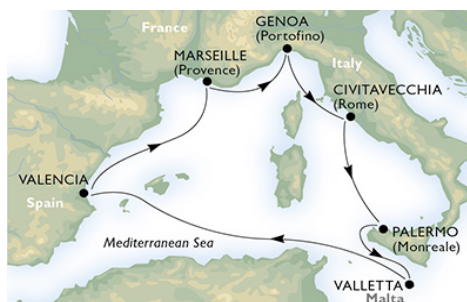 France
GENOA
(Portofino)
MARSEILLE
(Provence)
Italy
CIVITAVECCHIA
(Rome)
VALENCIA
Spain
PALERMO
(Monreale)
Mediterranean Sea
VALLETTA
Malta